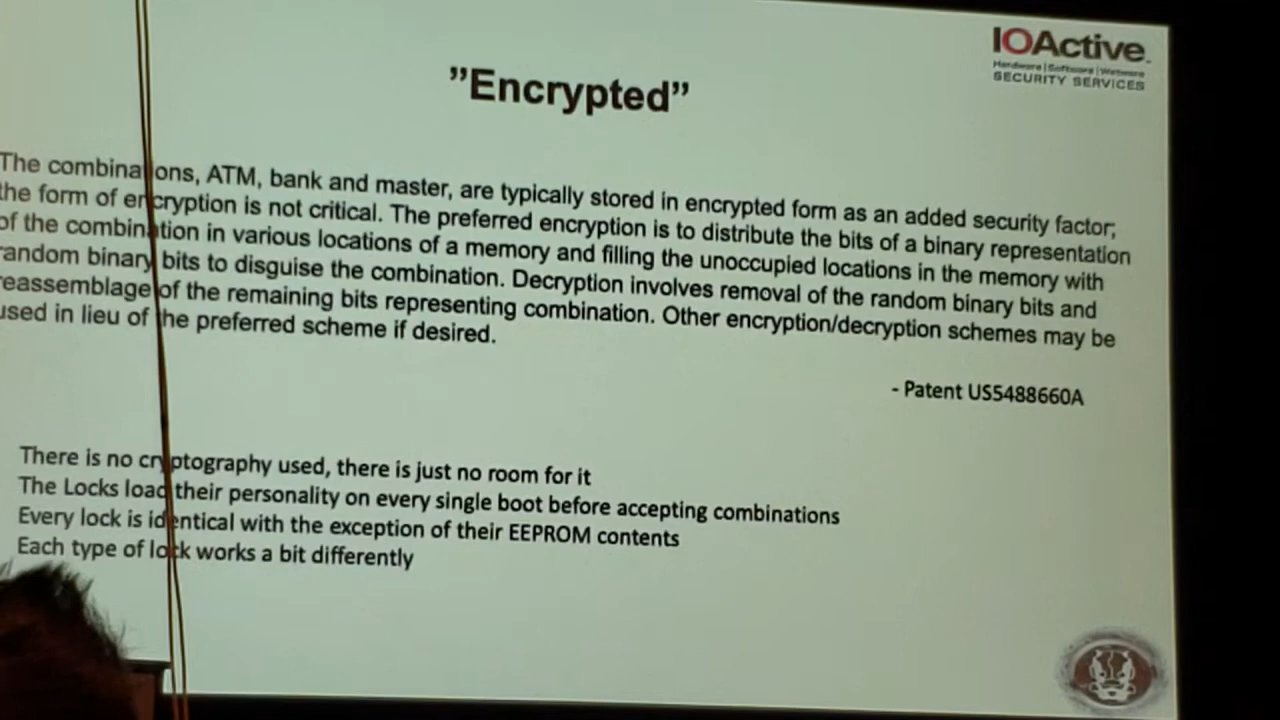 IOActive
Hardware | Software | Wetware
SECURITY SERVICES
”Encrypted”
The combinations, ATM, bank and master, are typically stored in encrypted form as an added security factor;
the form of encryption is not critical. The preferred encryption is to distribute the bits of a binary representation
of the combination in various locations of a memory and filling the unoccupied locations in the memory with
random binary bits to disguise the combination. Decryption involves removal of the random binary bits and
reassemblage of the remaining bits representing combination. Other encryption/decryption schemes may be
used in lieu of the preferred scheme if desired.
- Patent US5488660A
There is no cryptography used, there is just no room for it
The Locks load their personality on every single boot before accepting combinations
Every lock is identical with the exception of their EEPROM contents
Each type of lock works a bit differently